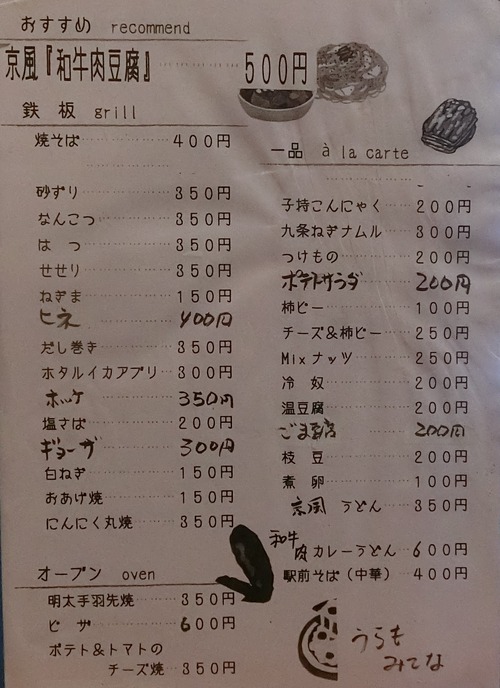 おすすめ recommend
京風『和牛肉豆腐』 500円
鉄板 grill
焼そば 400円
砂ずり 350円
なんこつ 350円
はつ 350円
せせり 350円
ねぎま 150円
ヒネ 400円
だし巻き 350円
ホタルイカアプリ 300円
ホッケ 350円
塩さば 200円
ギョーザ 300円
白ねぎ 150円
おあげ焼 150円
にんにく丸焼 350円
オーブン oven
明太手羽先焼 350円
ピザ 600円
ポテト&トマトの
チーズ焼 350円
一品 à la carte
子持こんにゃく 200円
九条ねぎナムル 300円
つけもの 200円
ポテトサラダ 200円
柿ピー 100円
チーズ&柿ピー 250円
Mixナッツ 250円
冷奴 200円
温豆腐 200円
ごま豆腐 200円
枝豆 200円
煮卵 100円
京風うどん 350円
和牛
肉カレーうどん 600円
駅前そば（中華） 400円
うらも
みてな